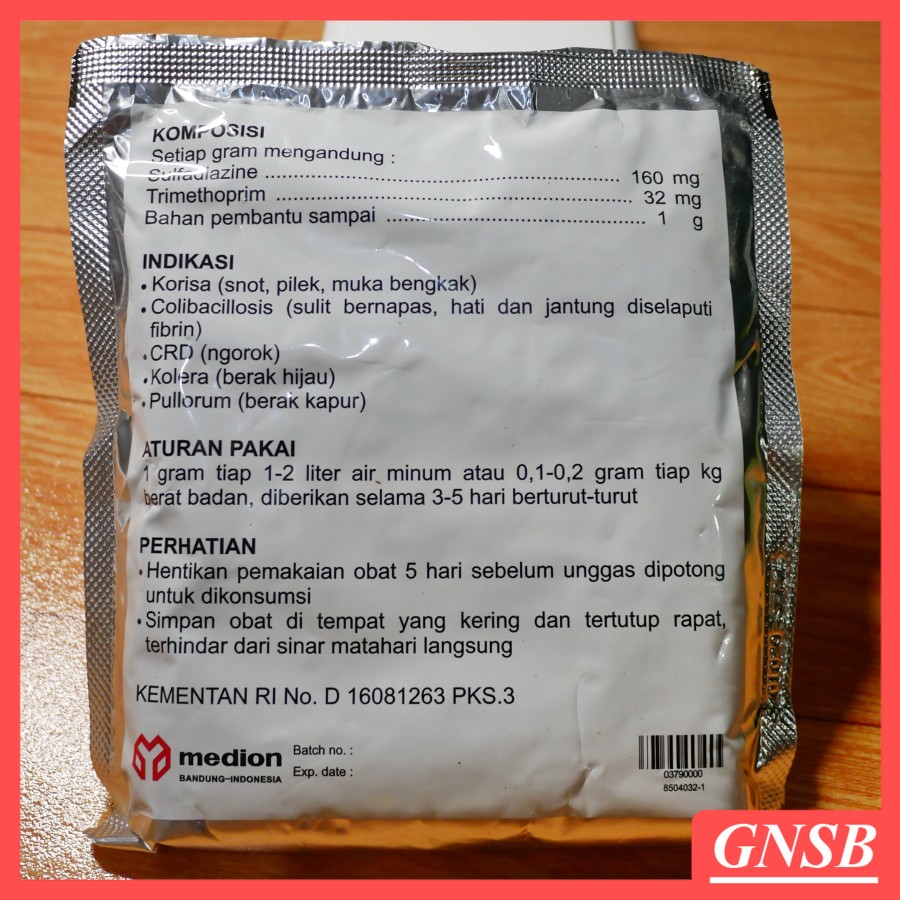 KOMPOSISI
Setiap gram mengandung :
Sulfadiazine ........................................................................ 160 mg
Trimethoprim ........................................................................ 32 mg
Bahan pembantu sampai .................................................. 1 g
INDIKASI
• Korisa (snot, pilek, muka bengkak)
• Colibacillosis (sulit bernapas, hati dan jantung diselaputi
fibrin)
• CRD (ngorok)
• Kolera (berak hijau)
• Pullorum (berak kapur)
ATURAN PAKAI
1 gram tiap 1-2 liter air minum atau 0,1-0,2 gram tiap kg
berat badan, diberikan selama 3-5 hari berturut-turut
PERHATIAN
• Hentikan pemakaian obat 5 hari sebelum unggas dipotong
untuk dikonsumsi
• Simpan obat di tempat yang kering dan tertutup rapat,
terhindar dari sinar matahari langsung
KEMENTAN RI No. D 16081263 PKS.3
medion
BANDUNG-INDONESIA
Batch no. :
Exp. date :
03790000
8504032-1
GNSB